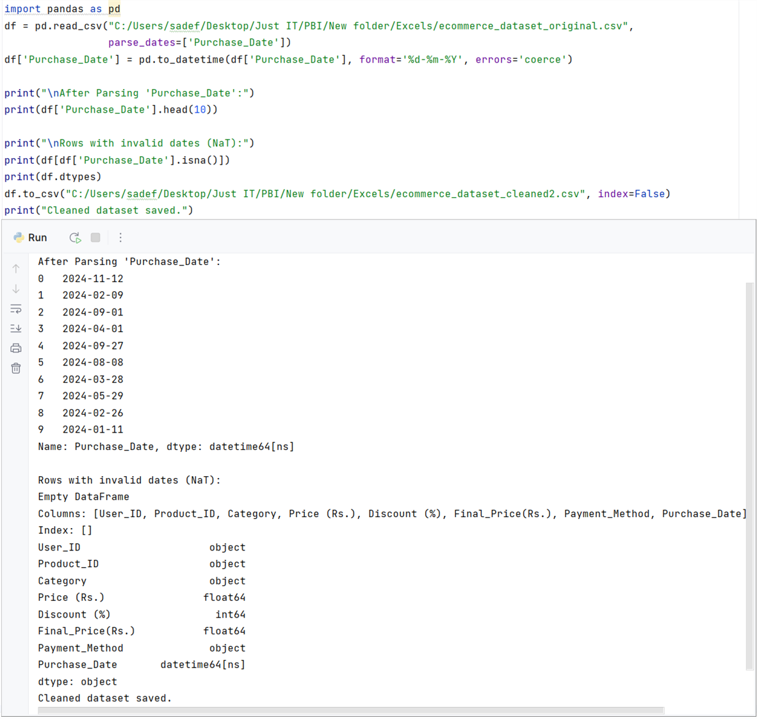 import pandas as pd
df = pd.read_csv("C:/Users/sadef/Desktop/Just IT/PBI/New folder/Excels/ecommerce_dataset_original.csv",
                 parse_dates=['Purchase_Date'])
df['Purchase_Date'] = pd.to_datetime(df['Purchase_Date'], format='%d-%m-%Y', errors='coerce')

print("\nAfter Parsing 'Purchase_Date':")
print(df['Purchase_Date'].head(10))

print("\nRows with invalid dates (NaT):")
print(df[df['Purchase_Date'].isna()])
print(df.dtypes)
df.to_csv("C:/Users/sadef/Desktop/Just IT/PBI/New folder/Excels/ecommerce_dataset_cleaned2.csv", index=False)
print("Cleaned dataset saved.")
Run
After Parsing 'Purchase_Date':
0   2024-11-12
1   2024-02-09
2   2024-09-01
3   2024-04-01
4   2024-09-27
5   2024-08-08
6   2024-03-28
7   2024-05-29
8   2024-02-26
9   2024-01-11
Name: Purchase_Date, dtype: datetime64[ns]

Rows with invalid dates (NaT):
Empty DataFrame
Columns: [User_ID, Product_ID, Category, Price (Rs.), Discount (%), Final_Price(Rs.), Payment_Method, Purchase_Date]
Index: []
User_ID                     object
Product_ID                  object
Category                    object
Price (Rs.)                float64
Discount (%)                 int64
Final_Price(Rs.)           float64
Payment_Method              object
Purchase_Date       datetime64[ns]
dtype: object
Cleaned dataset saved.